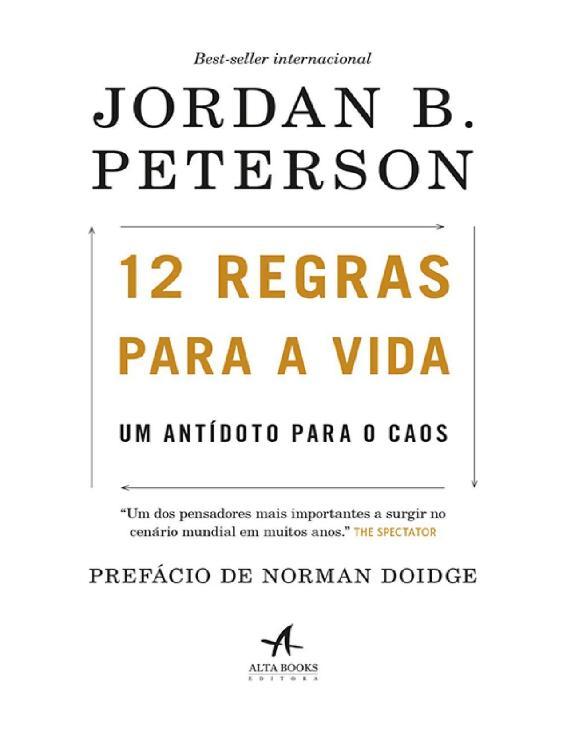 Best-seller internacional
JORDAN B.
PETERSON
12 REGRAS
PARA A VIDA
UM ANTÍDOTO PARA O CAOS
“Um dos pensadores mais importantes a surgir no
cenário mundial em muitos anos.” THE SPECTATOR
PREFÁCIO DE NORMAN DOIDGE
ALTA BOOKS
EDITORA